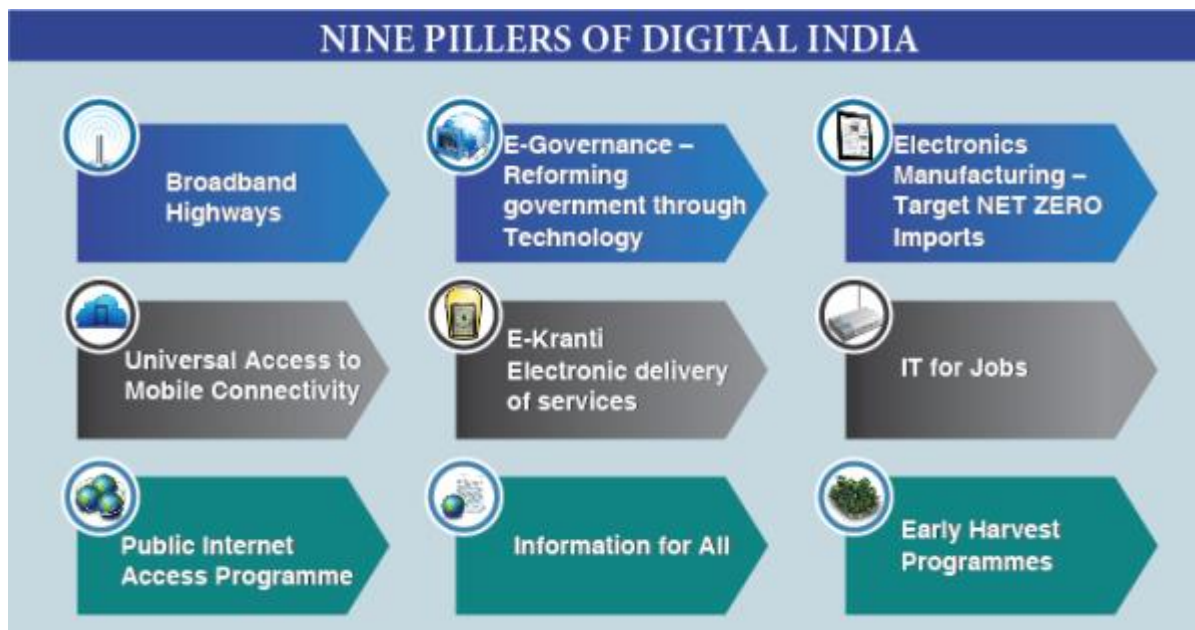 NINE PILLERS OF DIGITAL INDIA
Broadband
Highways
E-Governance –
Reforming
government through
Technology
Electronics
Manufacturing –
Target NET ZERO
Imports
Universal Access to
Mobile Connectivity
E-Kranti
Electronic delivery
of services
IT for Jobs
Public Internet
Access Programme
Information for All
Early Harvest
Programmes